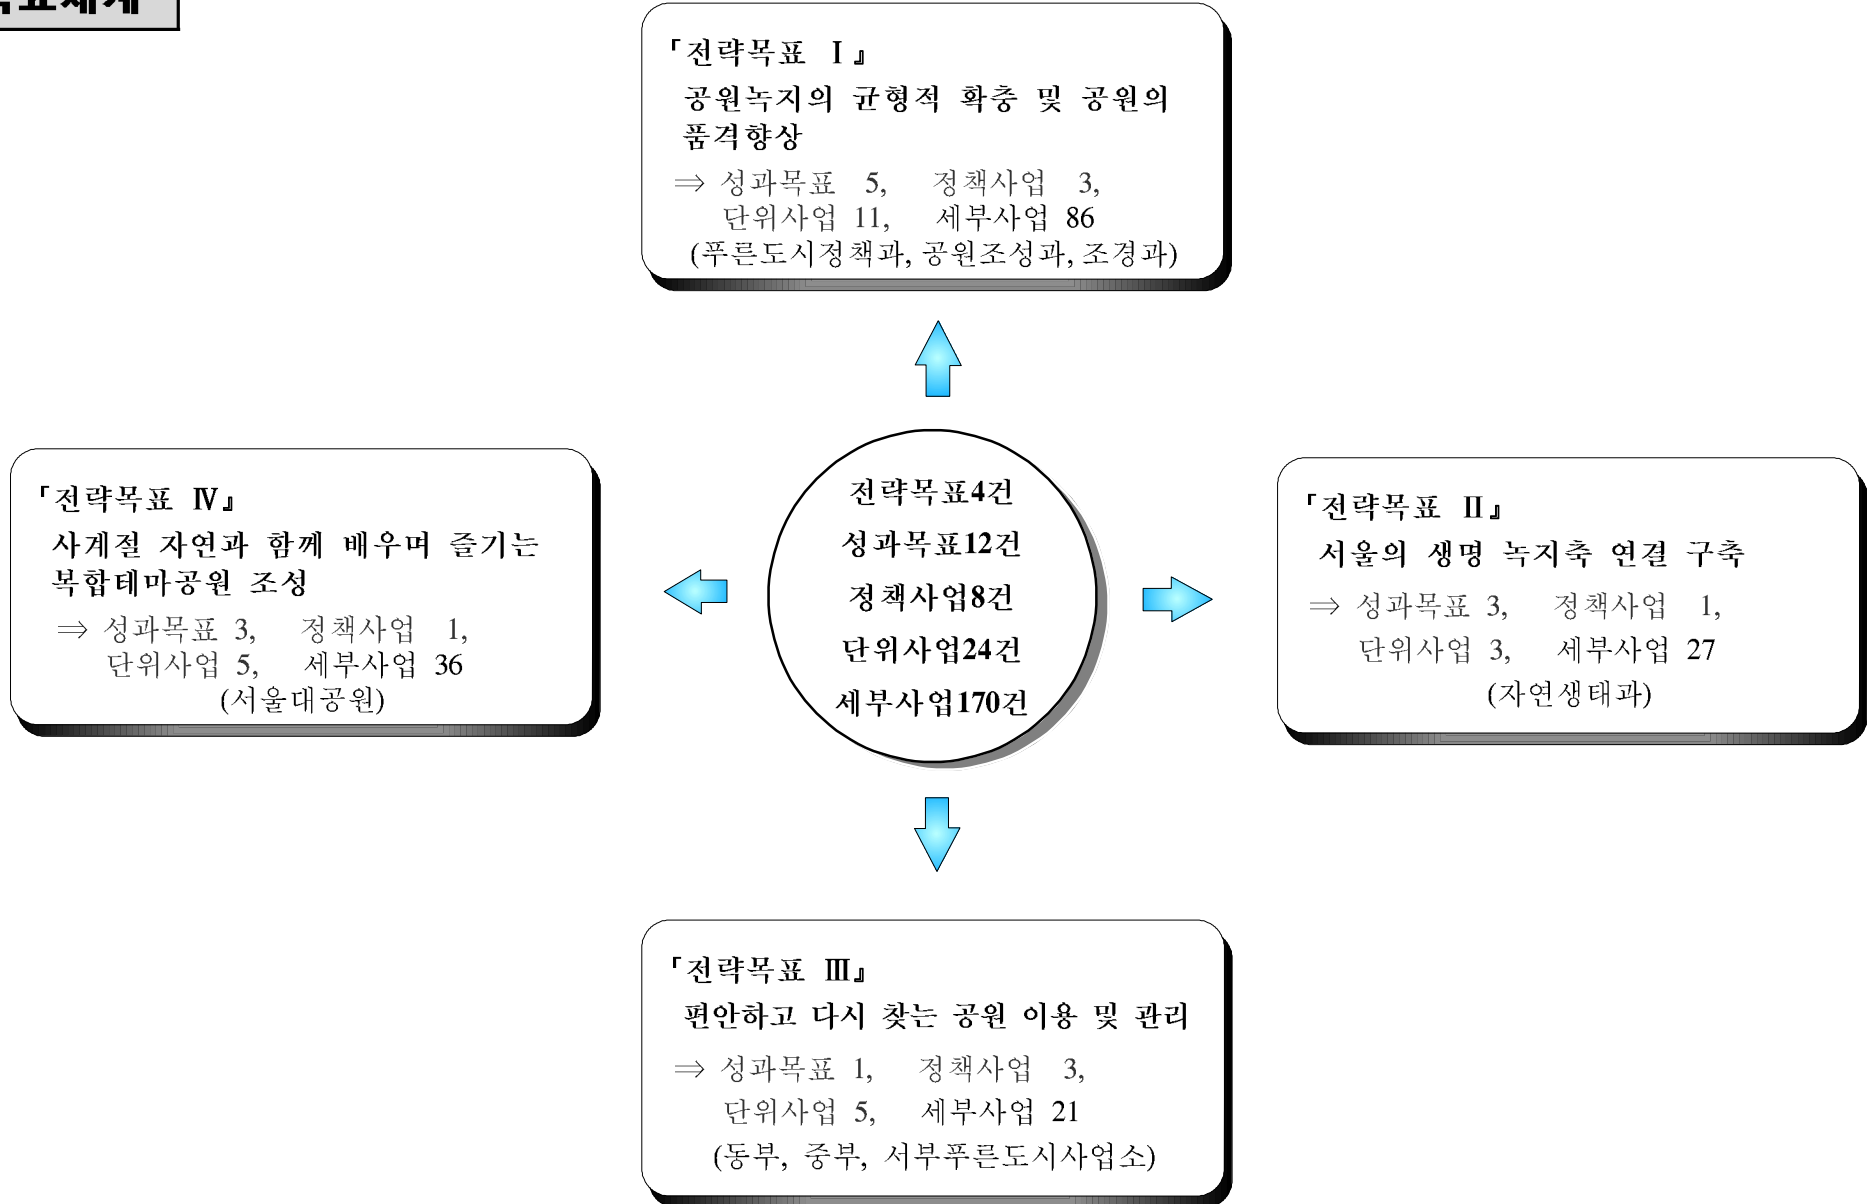 목표체계
『전략목표 Ⅰ』
공원녹지의 균형적 확충 및 공원의
품격향상
⇒ 성과목표 5, 정책사업 3,
단위사업 11, 세부사업 86
(푸른도시정책과, 공원조성과, 조경과)
『전략목표 Ⅳ』
사계절 자연과 함께 배우며 즐기는
복합테마공원 조성
⇒ 성과목표 3, 정책사업 1,
단위사업 5, 세부사업 36
(서울대공원)
전략목표4건
성과목표12건
정책사업8건
단위사업24건
세부사업170건
『전략목표 Ⅱ』
서울의 생명 녹지축 연결 구축
⇒ 성과목표 3, 정책사업 1,
단위사업 3, 세부사업 27
(자연생태과)
『전략목표 Ⅲ』
편안하고 다시 찾는 공원 이용 및 관리
⇒ 성과목표 1, 정책사업 3,
단위사업 5, 세부사업 21
(동부, 중부, 서부푸른도시사업소)